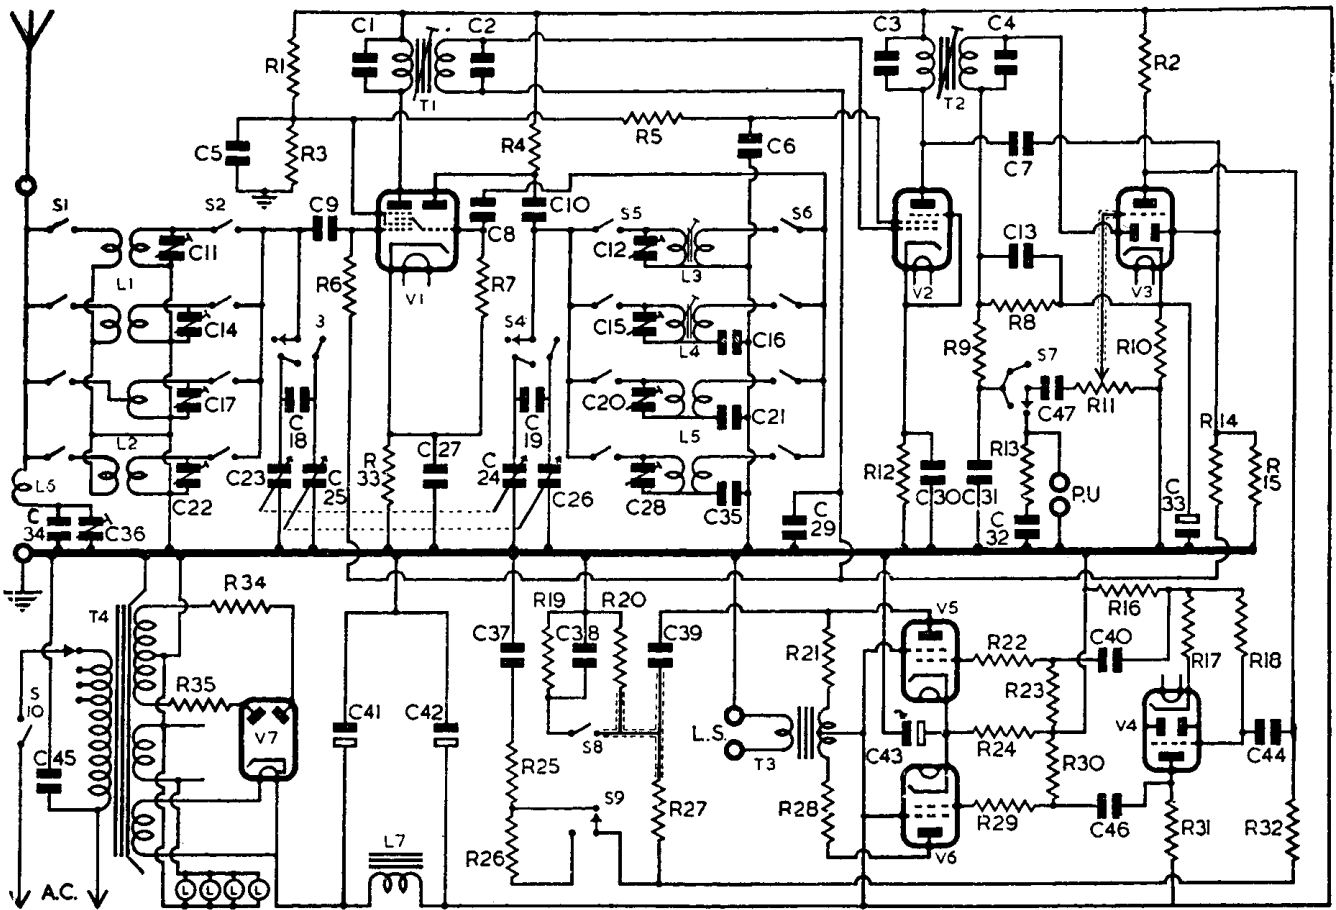 C1 C2 C3 C4
R1 T1 T2 R2
C5 R3 R5 R4 C6 C7
S1 S2 C9 C8 C10 S5 S6 C13
C11 C12
L1 R6 V1 R7 L3 V2 V3
C14 3 S4 C15 C16 R8
L4 R9 S7 R10
C17 C20 C21 C47 R11
L2 C 18 C 19 L5 R14
C23 C 25 R 33 C27 C 24 C26 R12 C30 C31 R13 P.U C 33 R 15
L5 C22 C28 C35
C 34 C36 C 29 C 32
T4 R34 R19 R20 V5 R16
C37 C38 C39 R21 R22 C40 R17 R18
R35 R23
S 10 V7 C41 C42 S8 L.S. T3 C43 R24 V4 C44
C45 R25 R30
S9 R27 R28 R29 C46 R31 R32
L7 R26 V6
A.C. L L L L